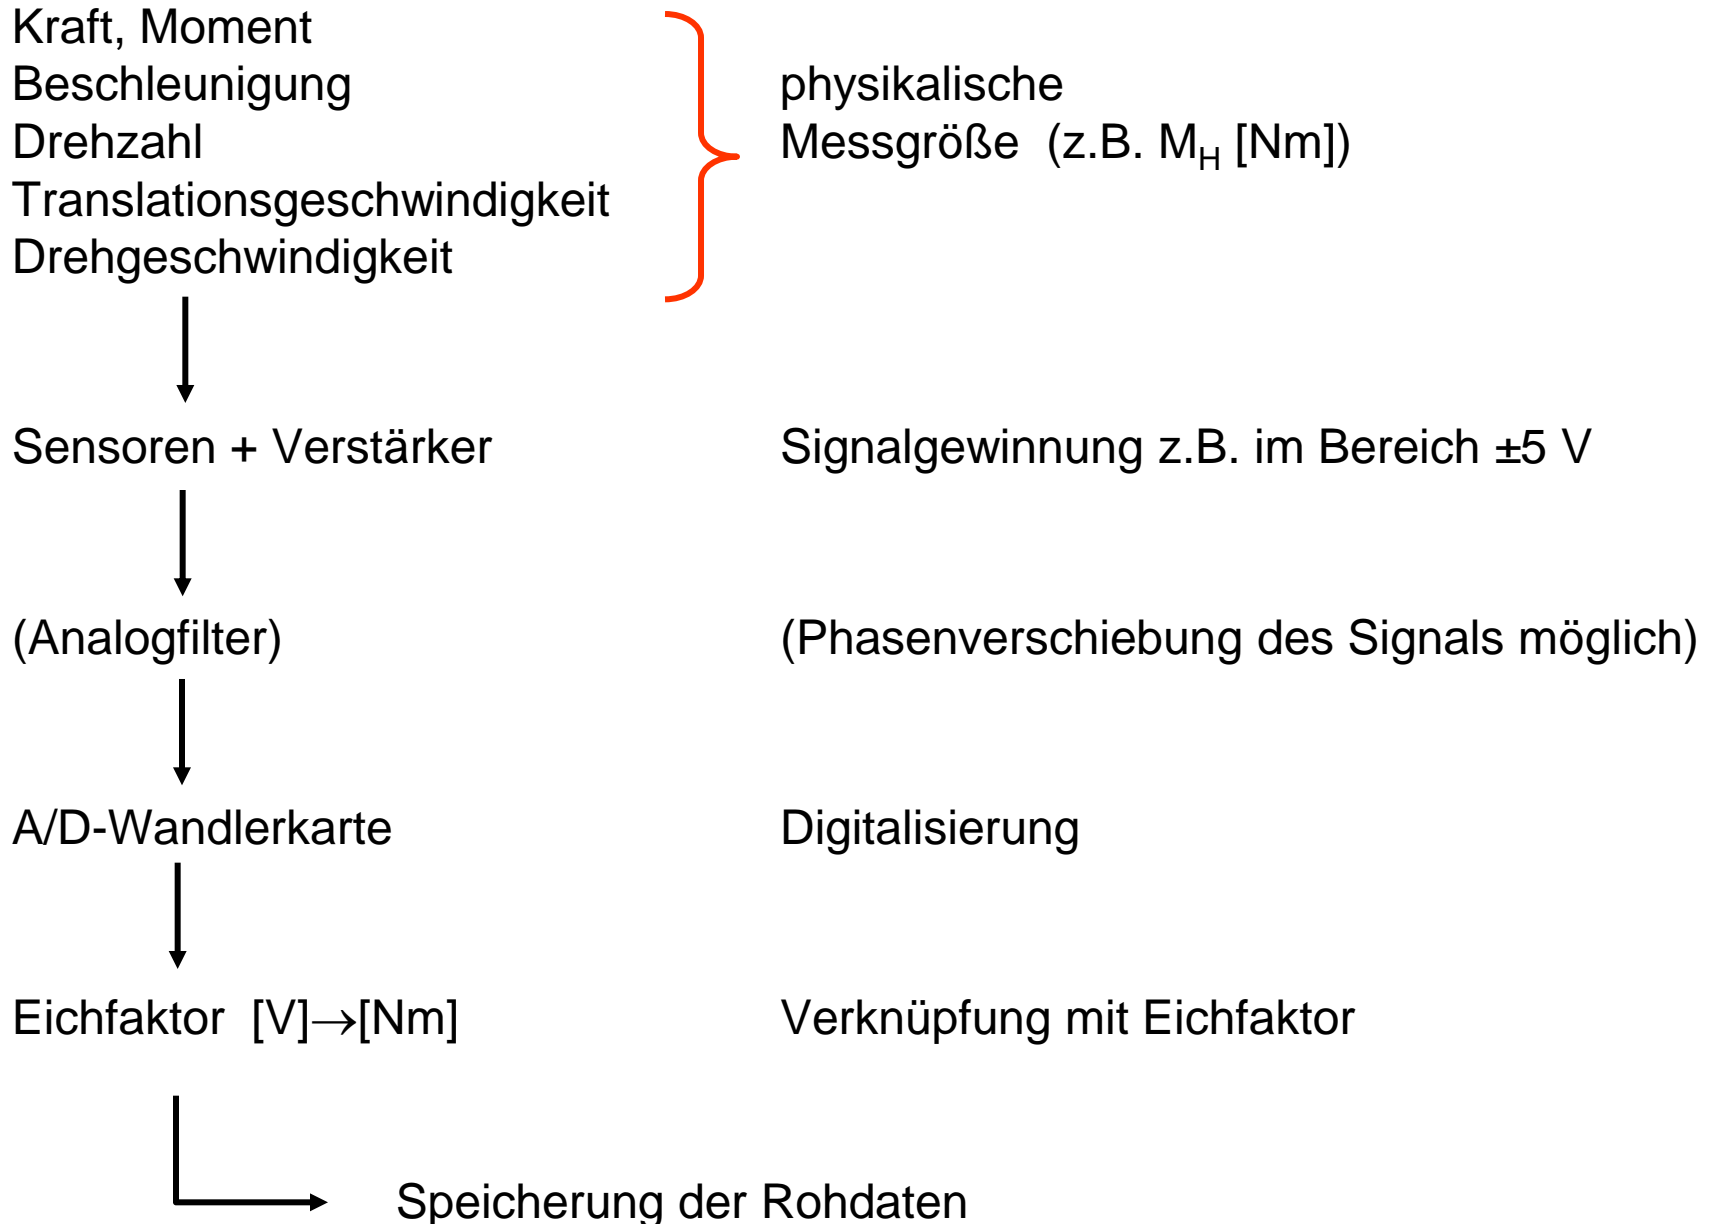 Kraft, Moment
Beschleunigung
physikalische
Drehzahl
Messgröße (z.B. M_H [Nm])
Translationsgeschwindigkeit
Drehgeschwindigkeit
Sensoren + Verstärker
Signalgewinnung z.B. im Bereich ±5 V
(Analogfilter)
(Phasenverschiebung des Signals möglich)
A/D-Wandlerkarte
Digitalisierung
Eichfaktor [V]→[Nm]
Verknüpfung mit Eichfaktor
Speicherung der Rohdaten